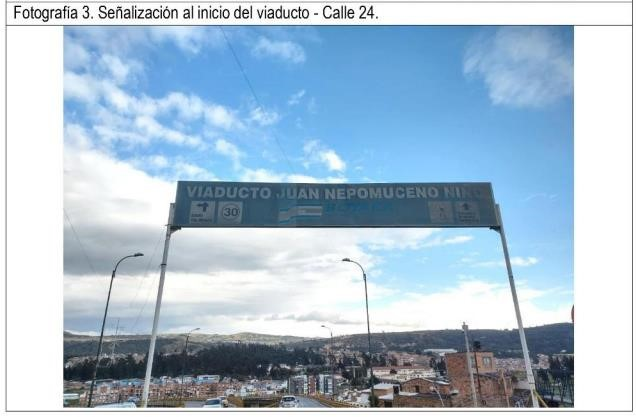 Fotografía 3. Señalización al inicio del viaducto - Calle 24.
VIADUCTO JUAN NEPOMUCENO NIÑO
30